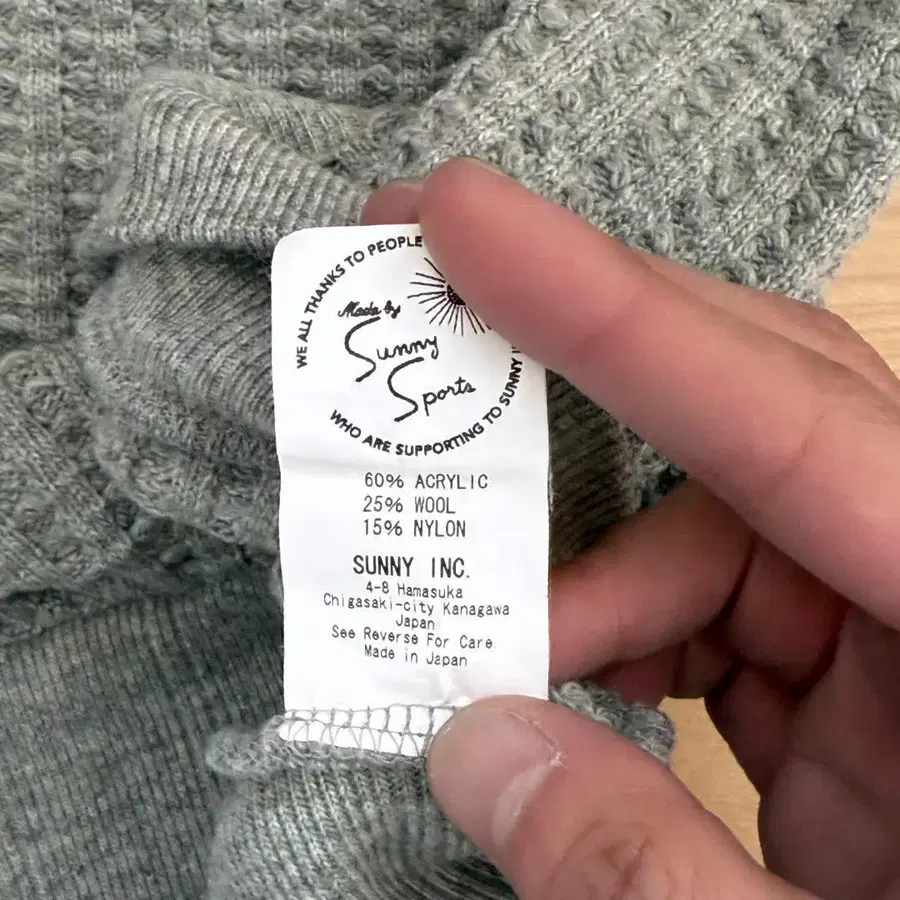 WE ALL THANKS TO PEOPLE
WHO ARE SUPPORTING TO SUNNY
Made by
Sunny
Sports
60% ACRYLIC
25% WOOL
15% NYLON
SUNNY INC.
4-8 Hamasuka
Chigasaki-city Kanagawa
Japan
See Reverse For Care
Made in Japan